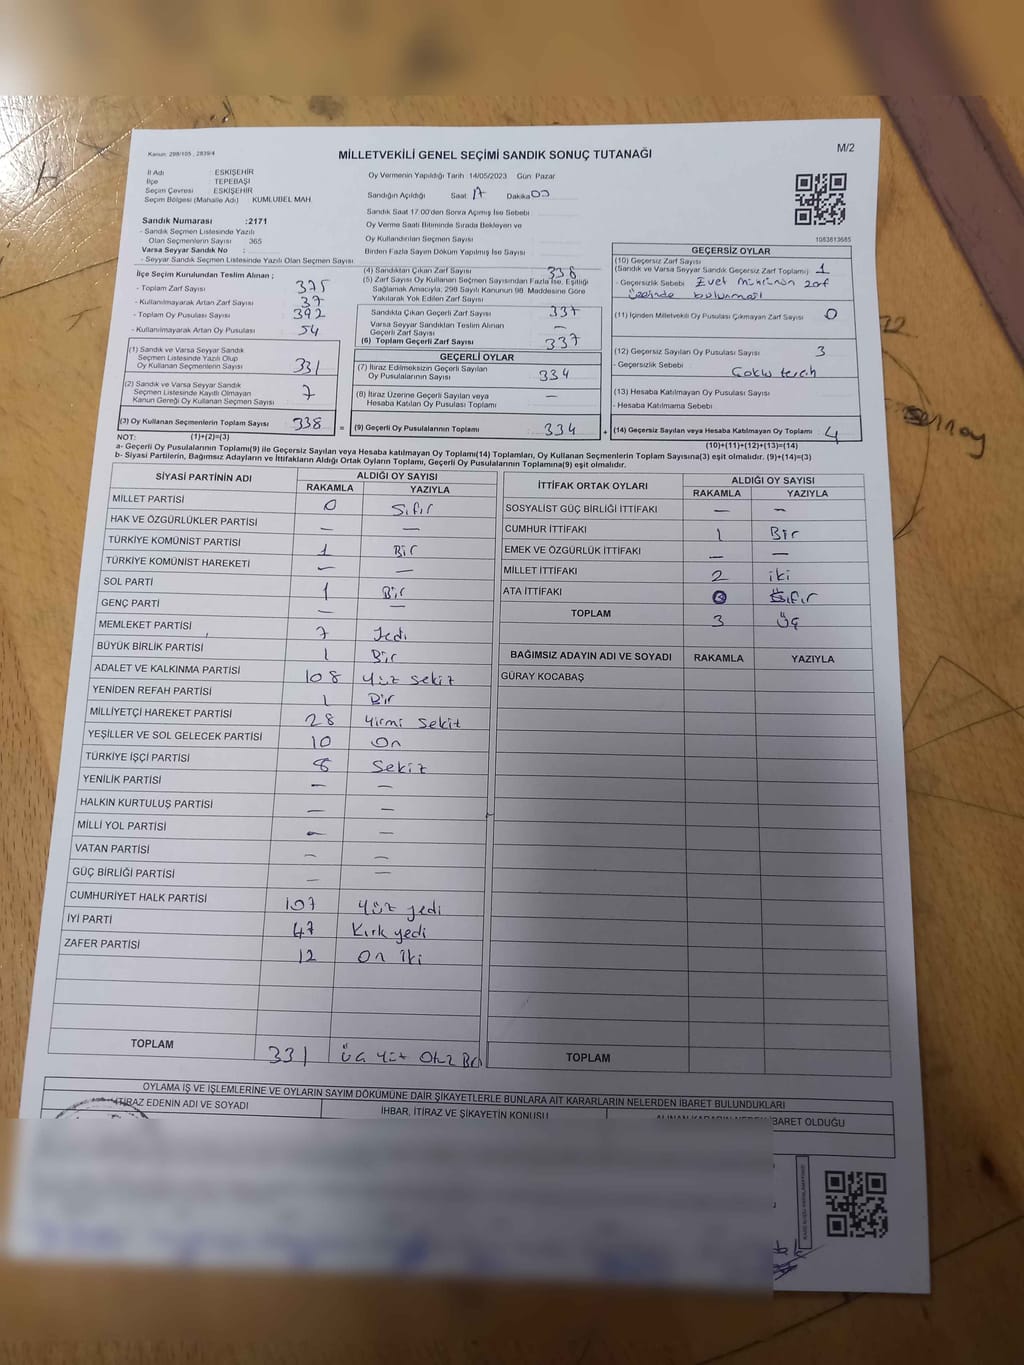 Kanun: 298/105 , 2839/4
MİLLETVEKİLİ GENEL SEÇİMİ SANDIK SONUÇ TUTANAĞI
M/2
İl Adı : ESKİŞEHİR
İlçe : TEPEBAŞI
Seçim Çevresi : ESKİŞEHİR
Seçim Bölgesi (Mahalle Adı) KUMLUBEL MAH.
Sandık Numarası :2171
- Sandık Seçmen Listesinde Yazılı
Olan Seçmenlerin Sayısı : 365
Varsa Seyyar Sandık No :
- Seyyar Sandık Seçmen Listesinde Yazılı Olan Seçmen Sayısı
Oy Vermenin Yapıldığı Tarih 14/05/2023 Gün Pazar
Sandığın Açıldığı Saat 17 Dakika 00
Sandık Saat 17.00'den Sonra Açımış İse Sebebi
Oy Verme Saati Bitiminde Sırada Bekleyen ve
Oy Kullandırılan Seçmen Sayısı
Birden Fazla Sayım Döküm Yapılmış İse Sayısı
1083613685
İlçe Seçim Kurulundan Teslim Alınan ;
- Toplam Zarf Sayısı : 375
- Kullanılmayarak Artan Zarf Sayısı : 37
- Toplam Oy Pusulası Sayısı : 392
- Kullanılmayarak Artan Oy Pusulası : 54
(1) Sandık ve Varsa Seyyar Sandık
Seçmen Listesinde Yazılı Olup
Oy Kullanan Seçmenlerin Sayısı : 331
(2) Sandık ve Varsa Seyyar Sandık
Seçmen Listesinde Kayıtlı Olmayan
Kanun Gereği Oy Kullanan Seçmen Sayısı : 7
(3) Oy Kullanan Seçmenlerin Toplam Sayısı : 338 =
(4) Sandıktan Çıkan Zarf Sayısı : 338
(5) Zarf Sayısı Oy Kullanan Seçmen Sayısından Fazla İse, Eşitliği
Sağlamak Amacıyla, 298 Sayılı Kanunun 98. Maddesine Göre
Yakılarak Yok Edilen Zarf Sayısı :
Sandıkta Çıkan Geçerli Zarf Sayısı : 337
Varsa Seyyar Sandıktan Teslim Alınan
Geçerli Zarf Sayısı : —
(6) Toplam Geçerli Zarf Sayısı : 337
GEÇERLİ OYLAR
(7) İtiraz Edilmeksizin Geçerli Sayılan
Oy Pusulalarının Sayısı : 334
(8) İtiraz Üzerine Geçerli Sayılan veya
Hesaba Katılan Oy Pusulası Toplamı : —
(9) Geçerli Oy Pusulalarının Toplamı : 334 +
GEÇERSİZ OYLAR
(10) Geçersiz Zarf Sayısı
(Sandık ve Varsa Seyyar Sandık Geçersiz Zarf Toplamı) 1
- Geçersizlik Sebebi : Evet mührünün zarf
üzerinde bulunması
(11) İçinden Milletvekili Oy Pusulası Çıkmayan Zarf Sayısı : 0
(12) Geçersiz Sayılan Oy Pusulası Sayısı : 3
- Geçersizlik Sebebi : Çoklu tercih
(13) Hesaba Katılmayan Oy Pusulası Sayısı :
- Hesaba Katılmama Sebebi :
(14) Geçersiz Sayılan veya Hesaba Katılmayan Oy Toplamı : 4
NOT: (1)+(2)=(3)
(10)+(11)+(12)+(13)=(14)
a- Geçerli Oy Pusulalarının Toplamı(9) ile Geçersiz Sayılan veya Hesaba Katılmayan Oy Toplamı(14) Toplamları, Oy Kullanan Seçmenlerin Toplam Sayısına(3) eşit olmalıdır. (9)+(14)=(3)
b- Siyasi Partilerin, Bağımsız Adayların ve İttifakların Aldığı Ortak Oyların Toplamı, Geçerli Oy Pusulalarının Toplamına(9) eşit olmalıdır.
SİYASİ PARTİNİN ADI ALDIĞI OY SAYISI
RAKAMLA YAZIYLA
MİLLET PARTİSİ 0 Sıfır
HAK VE ÖZGÜRLÜKLER PARTİSİ — —
TÜRKİYE KOMÜNİST PARTİSİ 1 Bir
TÜRKİYE KOMÜNİST HAREKETİ — —
SOL PARTİ 1 Bir
GENÇ PARTİ — —
MEMLEKET PARTİSİ 7 Yedi
BÜYÜK BİRLİK PARTİSİ 1 Bir
ADALET VE KALKINMA PARTİSİ 108 Yüz sekiz
YENİDEN REFAH PARTİSİ 1 Bir
MİLLİYETÇİ HAREKET PARTİSİ 28 Yirmi sekiz
YEŞİLLER VE SOL GELECEK PARTİSİ 10 On
TÜRKİYE İŞÇİ PARTİSİ 8 Sekiz
YENİLİK PARTİSİ — —
HALKIN KURTULUŞ PARTİSİ — —
MİLLİ YOL PARTİSİ — —
VATAN PARTİSİ — —
GÜÇ BİRLİĞİ PARTİSİ — —
CUMHURİYET HALK PARTİSİ 107 Yüz yedi
İYİ PARTİ 47 Kırk yedi
ZAFER PARTİSİ 12 On iki
TOPLAM 331 Üç Yüz Otuz Bir
İTTİFAK ORTAK OYLARI ALDIĞI OY SAYISI
RAKAMLA YAZIYLA
SOSYALİST GÜÇ BİRLİĞİ İTTİFAKI — —
CUMHUR İTTİFAKI 1 Bir
EMEK VE ÖZGÜRLÜK İTTİFAKI — —
MİLLET İTTİFAKI 2 iki
ATA İTTİFAKI 0 Sıfır
TOPLAM 3 Üç
BAĞIMSIZ ADAYIN ADI VE SOYADI RAKAMLA YAZIYLA
GÜRAY KOCABAŞ
TOPLAM
OYLAMA İŞ VE İŞLEMLERİNE VE OYLARIN SAYIM DÖKÜMÜNE DAİR ŞİKAYETLERLE BUNLARA AİT KARARLARIN NELERDEN İBARET BULUNDUKLARI
İTİRAZ EDENİN ADI VE SOYADI
İHBAR, İTİRAZ VE ŞİKAYETİN KONUSU
ALINAN KARARIN NEDEN İBARET OLDUĞU